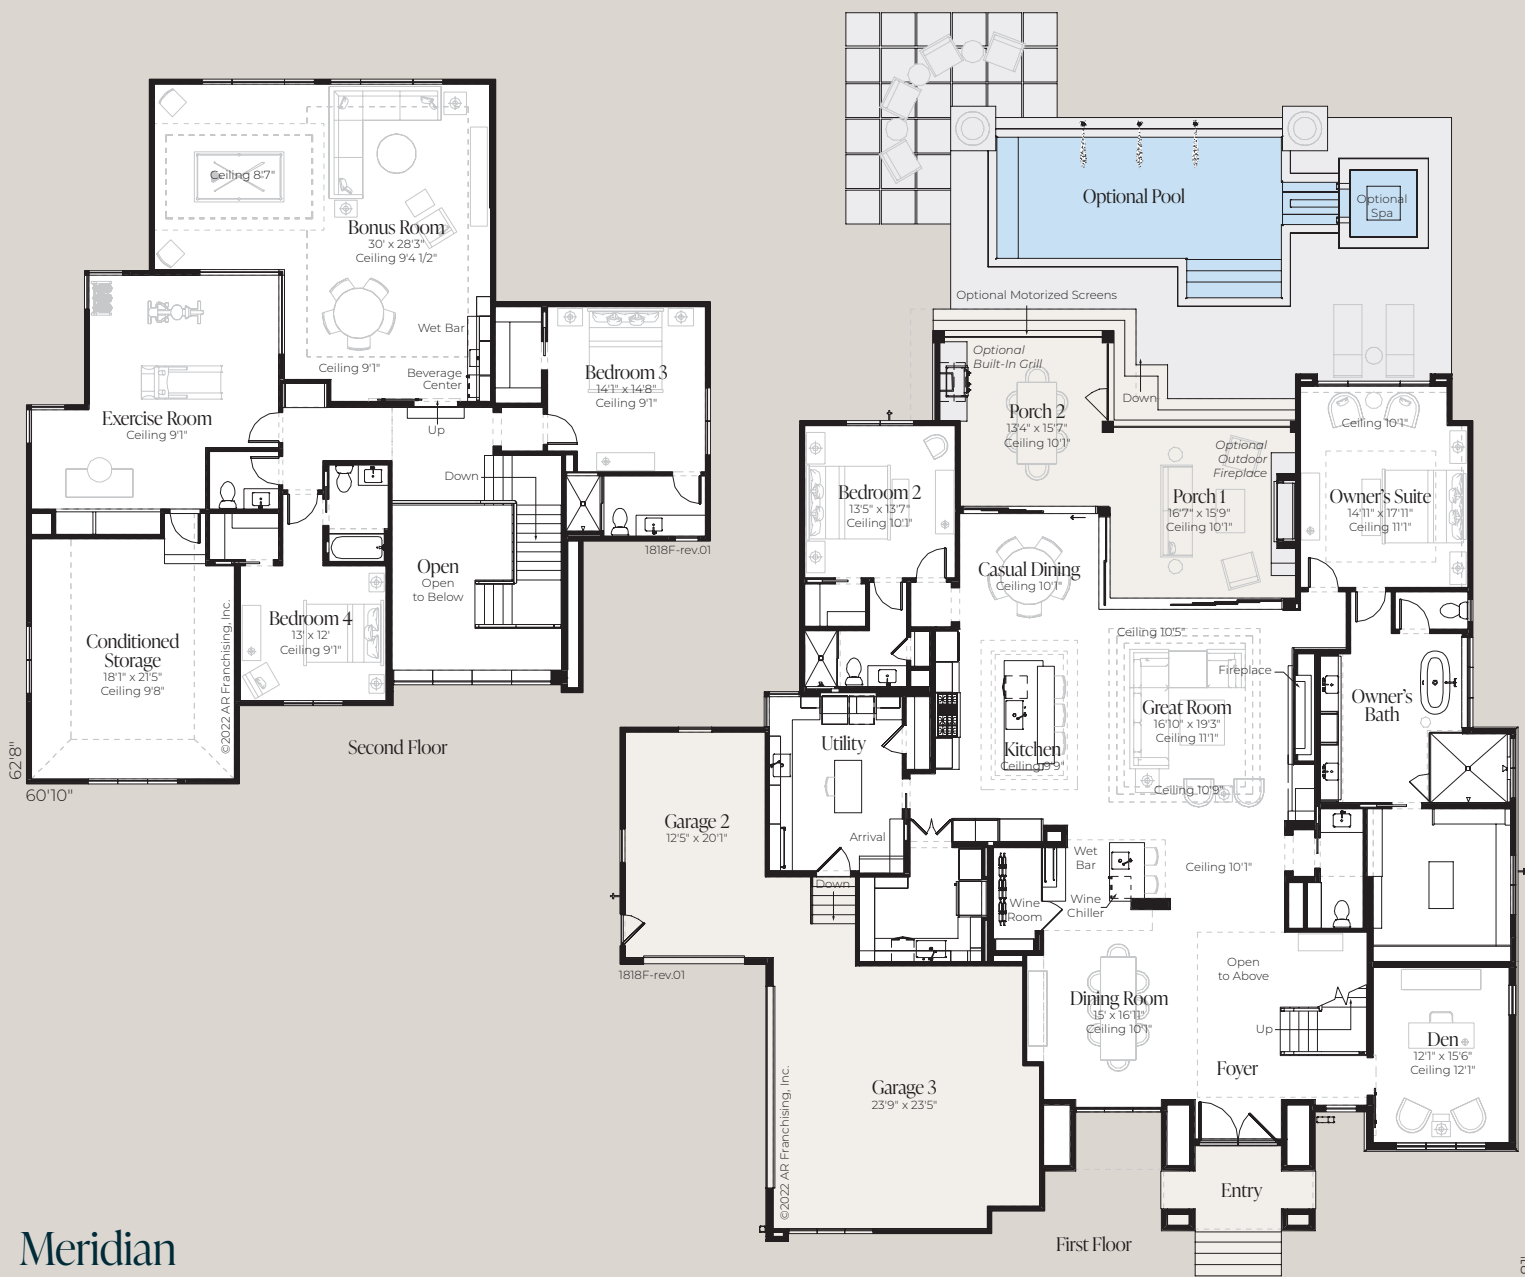 Ceiling 8'7"
Bonus Room
30' x 28'3"
Ceiling 9'4 1/2"
Wet Bar
Ceiling 9'1"
Beverage
Center
Up
Exercise Room
Ceiling 9'1"
Bedroom 3
14'1" x 14'8"
Ceiling 9'1"
Down
1818F-rev.01
Open
Open
to Below
Bedroom 4
13' x 12'
Ceiling 9'1"
Conditioned
Storage
18'1" x 21'5"
Ceiling 9'8"
©2022 AR Franchising, Inc.
Second Floor
62'8"
60'10"
Optional Pool
Optional
Spa
Optional Motorized Screens
Optional
Built-In Grill
Down
Porch 2
13'4" x 15'7"
Ceiling 10'1"
Optional
Outdoor
Fireplace
Porch 1
16'7" x 15'9"
Ceiling 10'1"
Ceiling 10'1"
Owner's Suite
14'11" x 17'11"
Ceiling 11'1"
Bedroom 2
13'5" x 13'7"
Ceiling 10'1"
Casual Dining
Ceiling 10'1"
Ceiling 10'5"
Fireplace
Great Room
16'10" x 19'3"
Ceiling 11'1"
Ceiling 10'9"
Owner's
Bath
Kitchen
Ceiling 9'9"
Utility
Arrival
Down
Garage 2
12'5" x 20'1"
1818F-rev.01
Wet
Bar
Wine
Chiller
Wine
Room
Ceiling 10'1"
Open
to Above
Dining Room
15' x 16'11"
Ceiling 10'1"
Up
Foyer
Den
12'1" x 15'6"
Ceiling 12'1"
Garage 3
23'9" x 23'5"
©2022 AR Franchising, Inc.
Entry
First Floor
Meridian